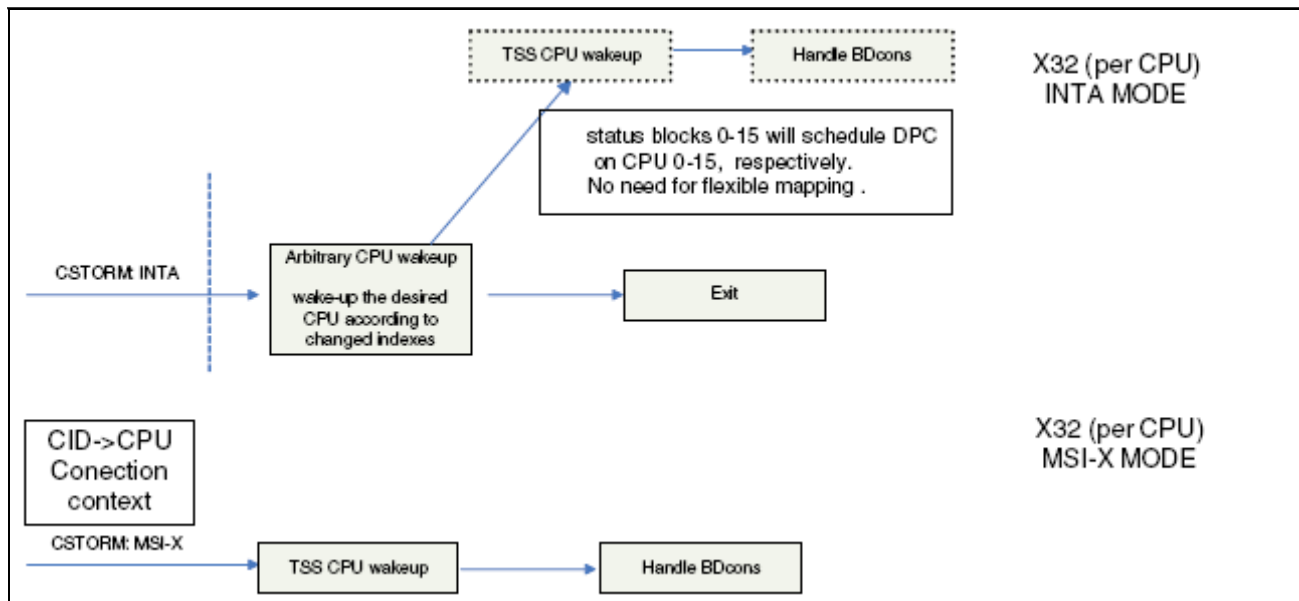 TSS CPU wakeup
Handle BDcons
X32 (per CPU)
INTA MODE
status blocks 0-15 will schedule DPC
on CPU 0-15, respectively.
No need for flexible mapping .
CSTORM: INTA
Arbitrary CPU wakeup
wake-up the desired
CPU according to
changed indexes
Exit
CID->CPU
Conection
context
X32 (per CPU)
MSI-X MODE
CSTORM: MSI-X
TSS CPU wakeup
Handle BDcons